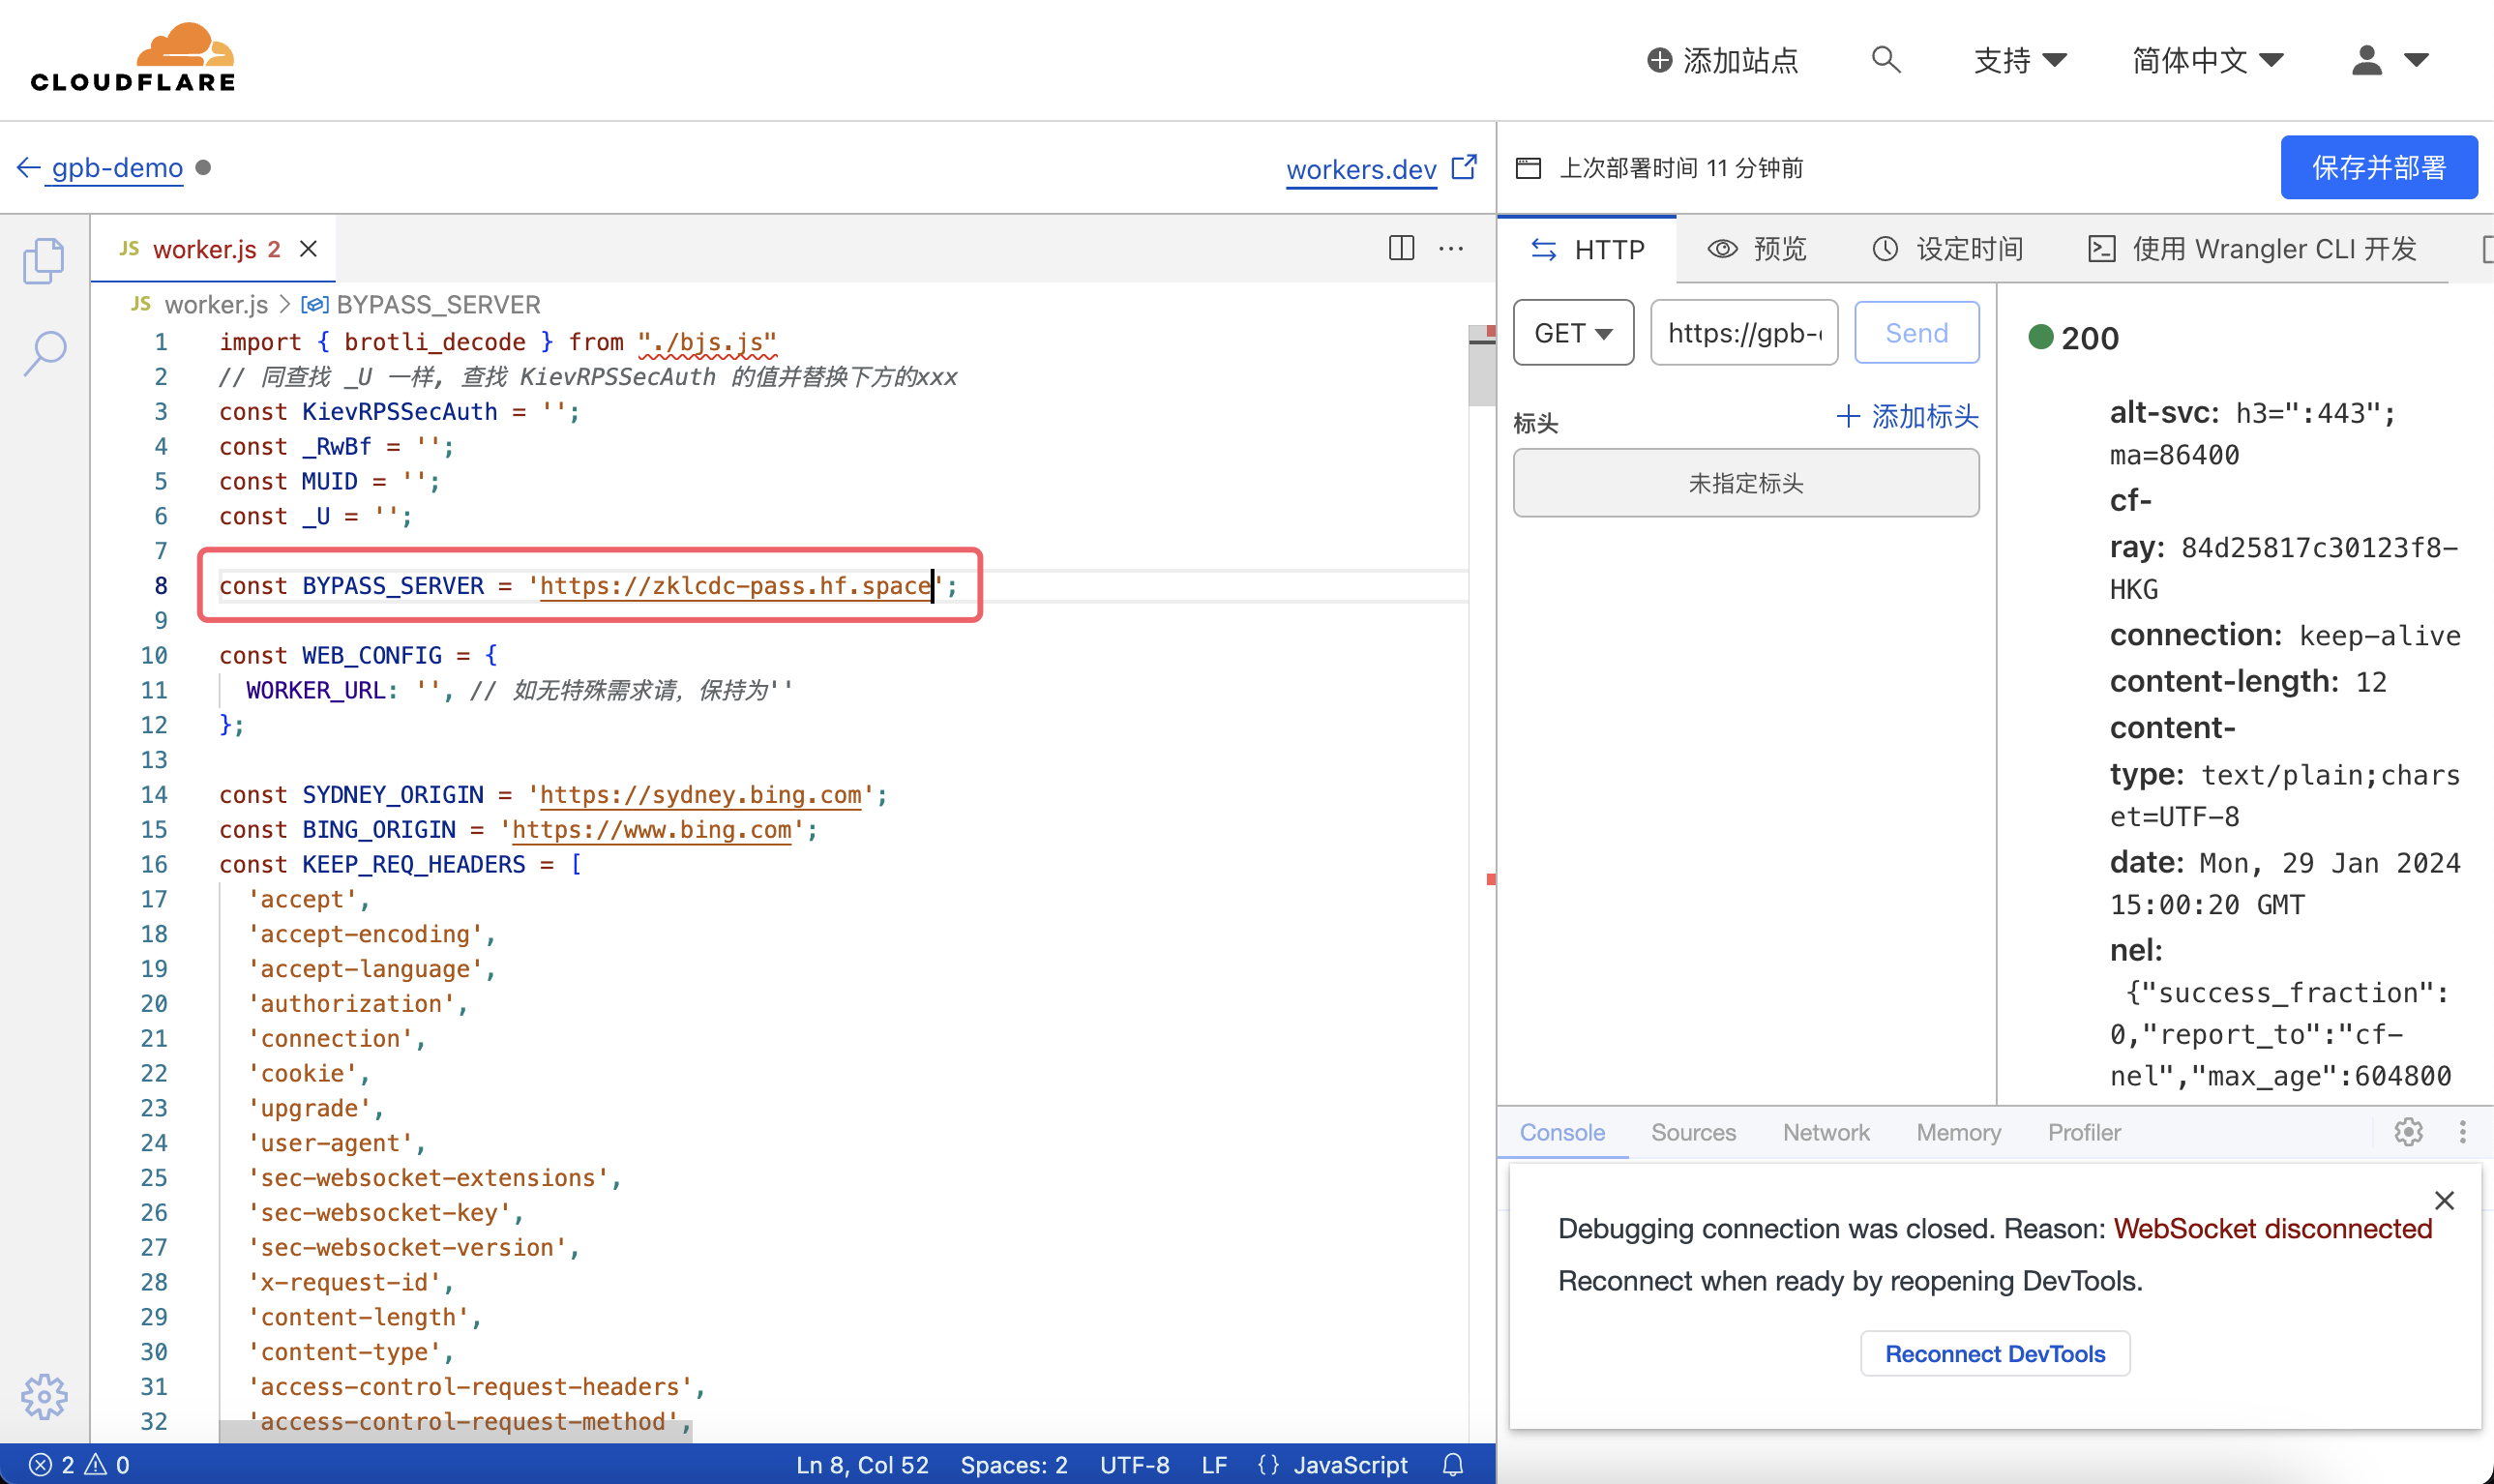 CLOUDFLARE
添加站点
支持
简体中文
gpb-demo
workers.dev
上次部署时间 11 分钟前
保存并部署
JS worker.js 2
JS worker.js > BYPASS_SERVER
1 import { brotli_decode } from "./bjs.js"
2 // 同查找 _U 一样, 查找 KievRPSSecAuth 的值并替换下方的xxx
3 const KievRPSSecAuth = '';
4 const _RwBf = '';
5 const MUID = '';
6 const _U = '';
7
8 const BYPASS_SERVER = 'https://zklcdc-pass.hf.space';
9
10 const WEB_CONFIG = {
11 WORKER_URL: '', // 如无特殊需求请，保持为''
12 };
13
14 const SYDNEY_ORIGIN = 'https://sydney.bing.com';
15 const BING_ORIGIN = 'https://www.bing.com';
16 const KEEP_REQ_HEADERS = [
17 'accept',
18 'accept-encoding',
19 'accept-language',
20 'authorization',
21 'connection',
22 'cookie',
23 'upgrade',
24 'user-agent',
25 'sec-websocket-extensions',
26 'sec-websocket-key',
27 'sec-websocket-version',
28 'x-request-id',
29 'content-length',
30 'content-type',
31 'access-control-request-headers',
32 'access-control-request-method',
2 0
Ln 8, Col 52
Spaces: 2
UTF-8
LF
{} JavaScript
HTTP
预览
设定时间
使用 Wrangler CLI 开发
GET
https://gpb-
Send
标头
+ 添加标头
未指定标头
200
alt-svc: h3=":443";
ma=86400
cf-
ray: 84d25817c30123f8-
HKG
connection: keep-alive
content-length: 12
content-
type: text/plain;chars
et=UTF-8
date: Mon, 29 Jan 2024
15:00:20 GMT
nel:
{"success_fraction":
0,"report_to":"cf-
nel","max_age":604800
Console
Sources
Network
Memory
Profiler
Debugging connection was closed. Reason: WebSocket disconnected
Reconnect when ready by reopening DevTools.
Reconnect DevTools